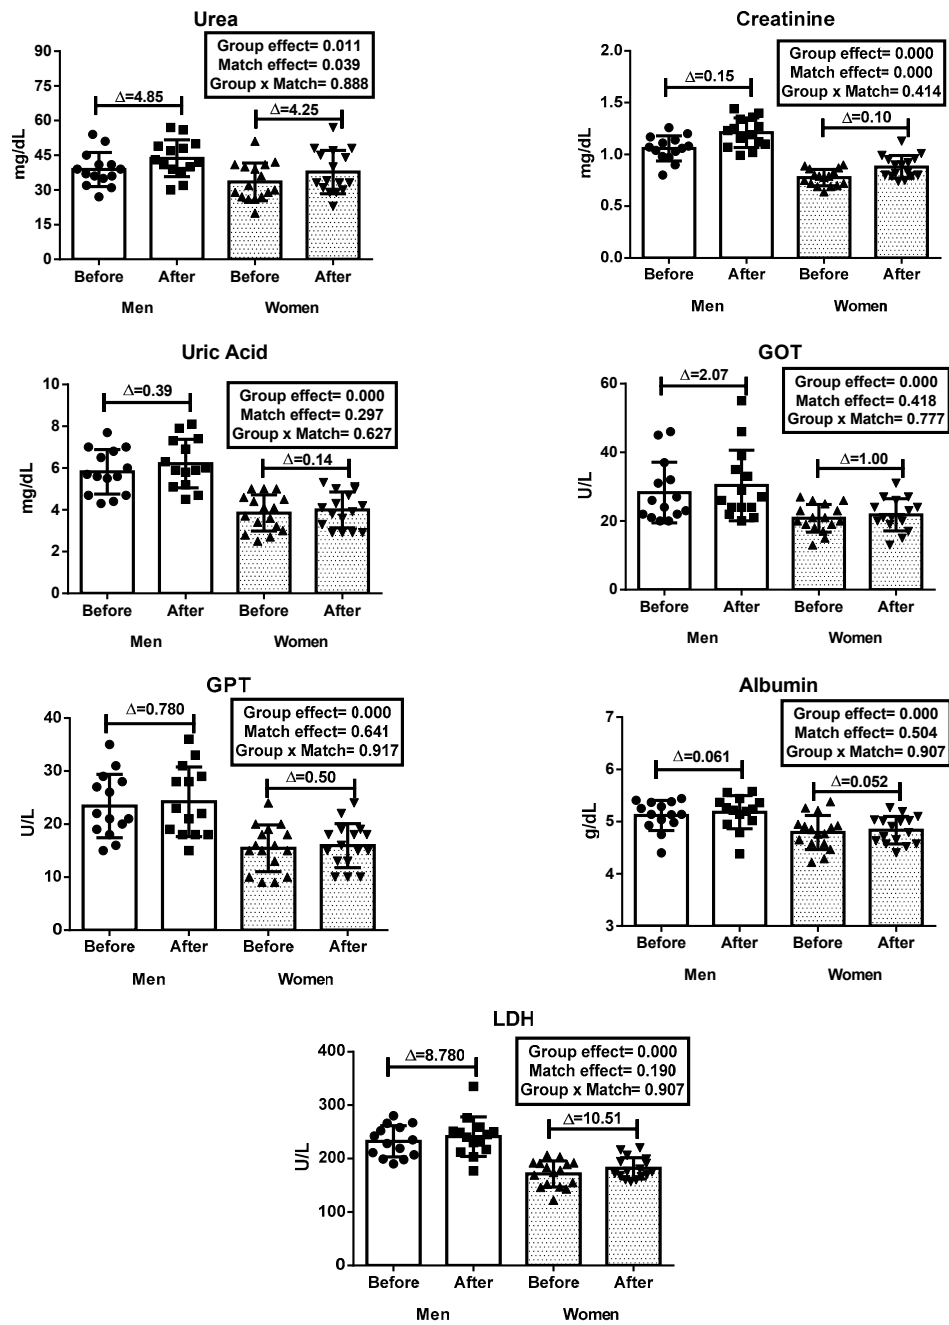 Urea
Group effect= 0.011
Match effect= 0.039
Group x Match= 0.888
Δ=4.85
Δ=4.25
mg/dL
90
75
60
45
30
15
0
Before After Before After
Men Women
Creatinine
Group effect= 0.000
Match effect= 0.000
Group x Match= 0.414
Δ=0.15
Δ=0.10
mg/dL
2.0
1.5
1.0
0.5
0.0
Before After Before After
Men Women
Uric Acid
Group effect= 0.000
Match effect= 0.297
Group x Match= 0.627
Δ=0.39
Δ=0.14
mg/dL
10
8
6
4
2
0
Before After Before After
Men Women
GOT
Group effect= 0.000
Match effect= 0.418
Group x Match= 0.777
Δ=2.07
Δ=1.00
U/L
60
40
20
0
Before After Before After
Men Women
GPT
Group effect= 0.000
Match effect= 0.641
Group x Match= 0.917
Δ=0.780
Δ=0.50
U/L
40
30
20
10
0
Before After Before After
Men Women
Albumin
Group effect= 0.000
Match effect= 0.504
Group x Match= 0.907
Δ=0.061
Δ=0.052
g/dL
7
6
5
4
3
Before After Before After
Men Women
LDH
Group effect= 0.000
Match effect= 0.190
Group x Match= 0.907
Δ=8.780
Δ=10.51
U/L
400
300
200
100
0
Before After Before After
Men Women